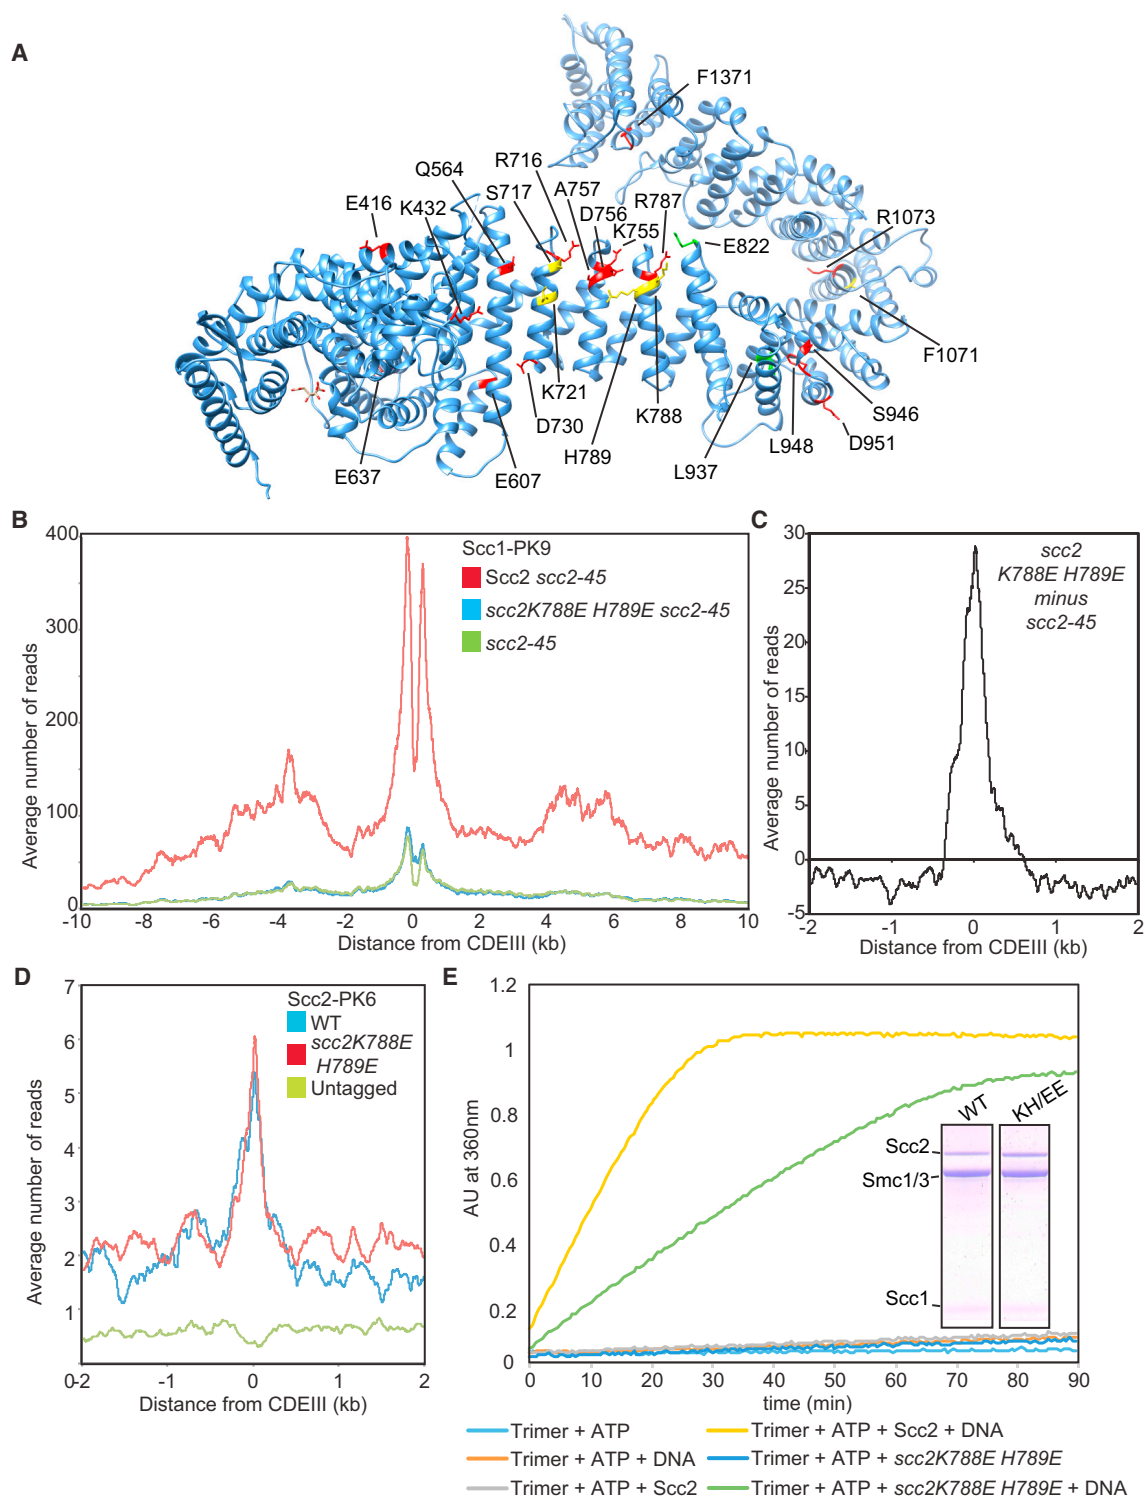 A
F1371
R716
Q564
S717
A757
R787
D756
K755
E416
K432
R1073
E822
F1071
K721
K788
S946
D730
H789
L948
D951
L937
E637
E607
B
400
300
200
100
0
Average number of reads
Scc1-PK9
Scc2 scc2-45
scc2K788E H789E scc2-45
scc2-45
-10 -8 -6 -4 -2 0 2 4 6 8 10
Distance from CDEIII (kb)
C
30
25
20
15
10
5
0
-5
Average number of reads
scc2
K788E H789E
minus
scc2-45
-2 -1 0 1 2
Distance from CDEIII (kb)
D
7
6
5
4
3
2
1
0
Average number of reads
Scc2-PK6
WT
scc2K788E
H789E
Untagged
-2 -1 0 1 2
Distance from CDEIII (kb)
E
1.2
1
0.8
0.6
0.4
0.2
0
AU at 360nm
WT
KH/EE
Scc2
Smc1/3
Scc1
0 10 20 30 40 50 60 70 80 90
time (min)
Trimer + ATP
Trimer + ATP + Scc2 + DNA
Trimer + ATP + DNA
Trimer + ATP + scc2K788E H789E
Trimer + ATP + Scc2
Trimer + ATP + scc2K788E H789E + DNA